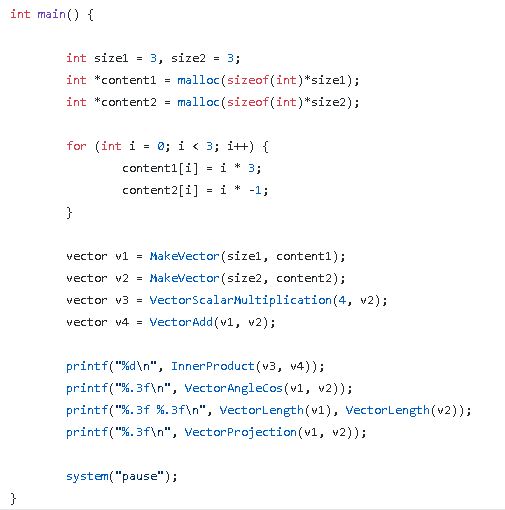 int main() {
int size1 = 3, size2 = 3;
int *content1 = malloc(sizeof(int)*size1);
int *content2 = malloc(sizeof(int)*size2);
for (int i = 0; i < 3; i++) {
content1[i] = i * 3;
content2[i] = i * -1;
}
vector v1 = MakeVector(size1, content1);
vector v2 = MakeVector(size2, content2);
vector v3 = VectorScalarMultiplication(4, v2);
vector v4 = VectorAdd(v1, v2);
printf("%d\n", InnerProduct(v3, v4));
printf("%.3f\n", VectorAngleCos(v1, v2));
printf("%.3f %.3f\n", VectorLength(v1), VectorLength(v2));
printf("%.3f\n", VectorProjection(v1, v2));
system("pause");
}